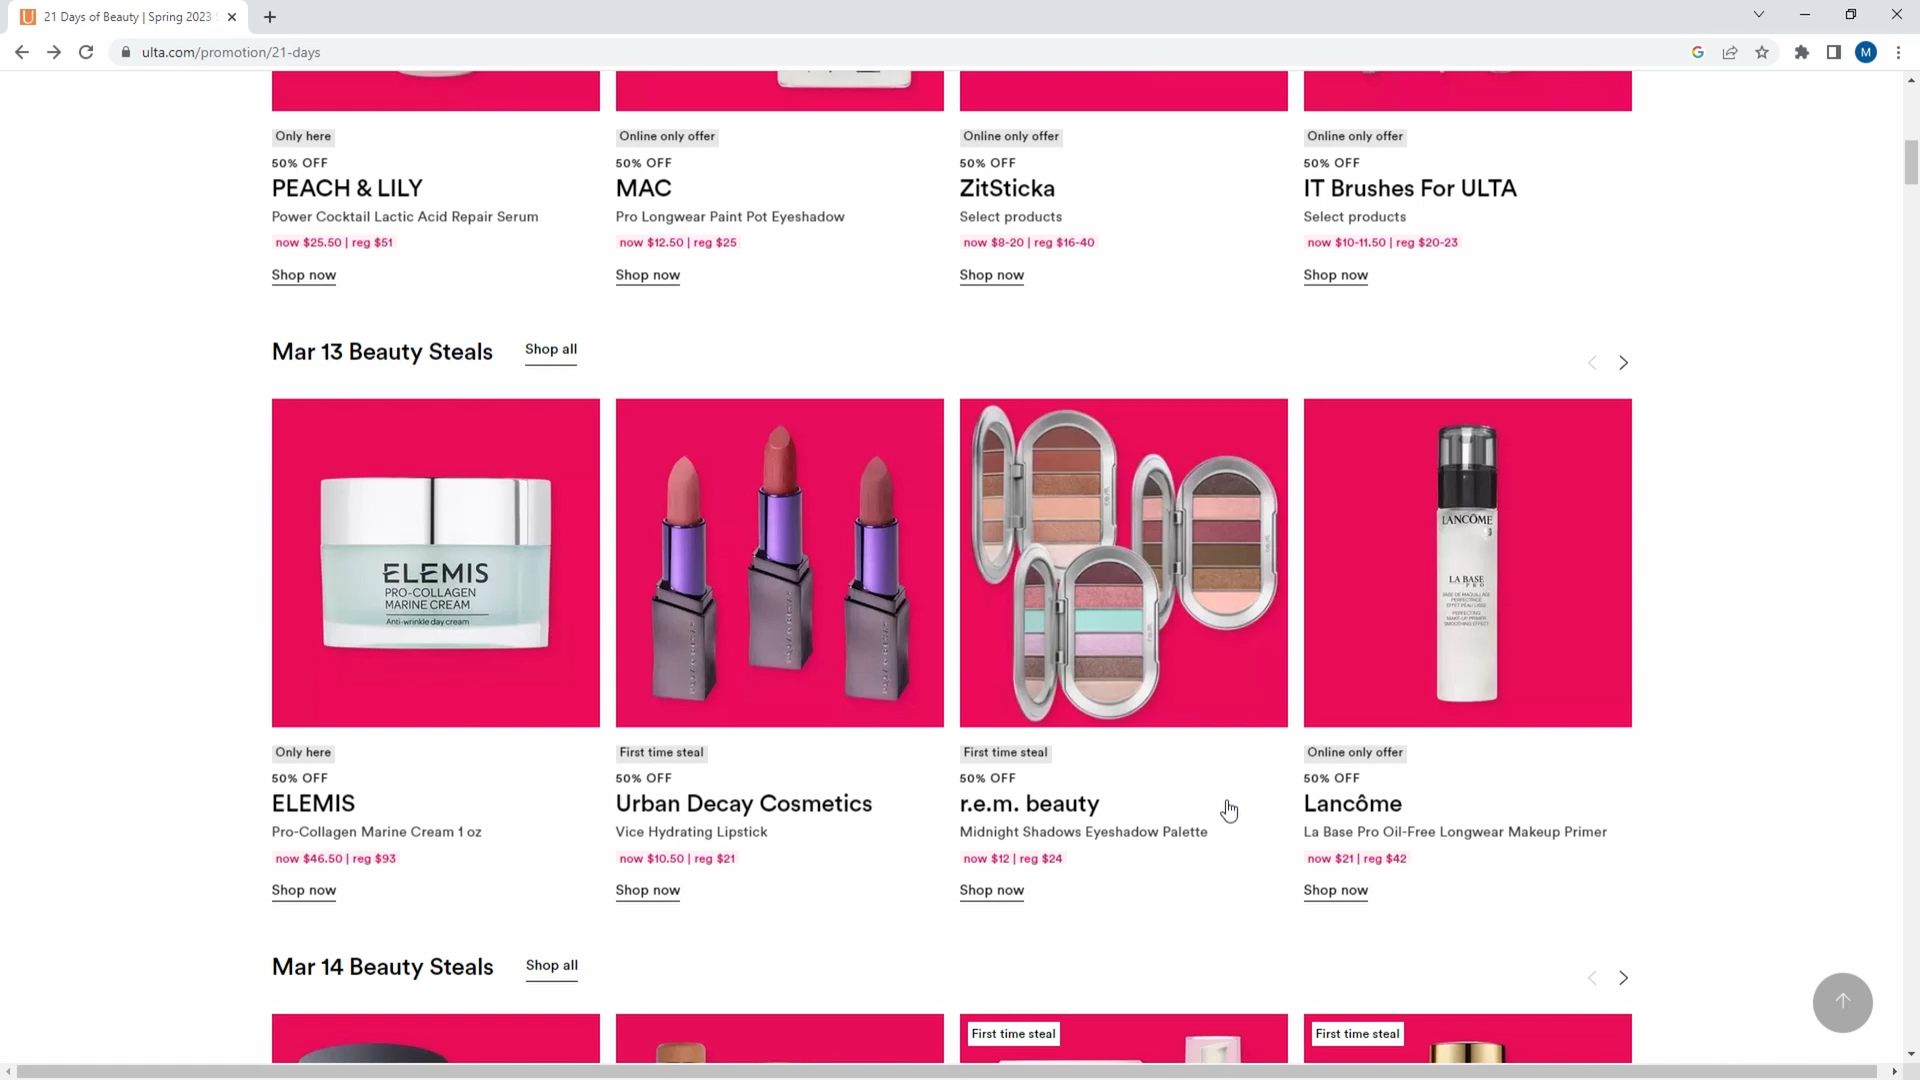 21 Days of Beauty | Spring 2023
ulta.com/promotion/21-days
M
Only here
50% OFF
PEACH & LILY
Power Cocktail Lactic Acid Repair Serum
now $25.50 | reg $51
Shop now
Online only offer
50% OFF
MAC
Pro Longwear Paint Pot Eyeshadow
now $12.50 | reg $25
Shop now
Online only offer
50% OFF
ZitSticka
Select products
now $8-20 | reg $16-40
Shop now
Online only offer
50% OFF
IT Brushes For ULTA
Select products
now $10-11.50 | reg $20-23
Shop now
Mar 13 Beauty Steals
Shop all
ELEMIS
PRO-COLLAGEN
MARINE CREAM
Anti-wrinkle day cream
LANCÔME
LA BASE
PRO
Only here
50% OFF
ELEMIS
Pro-Collagen Marine Cream 1 oz
now $46.50 | reg $93
Shop now
First time steal
50% OFF
Urban Decay Cosmetics
Vice Hydrating Lipstick
now $10.50 | reg $21
Shop now
First time steal
50% OFF
r.e.m. beauty
Midnight Shadows Eyeshadow Palette
now $12 | reg $24
Shop now
Online only offer
50% OFF
Lancôme
La Base Pro Oil-Free Longwear Makeup Primer
now $21 | reg $42
Shop now
Mar 14 Beauty Steals
Shop all
First time steal
First time steal